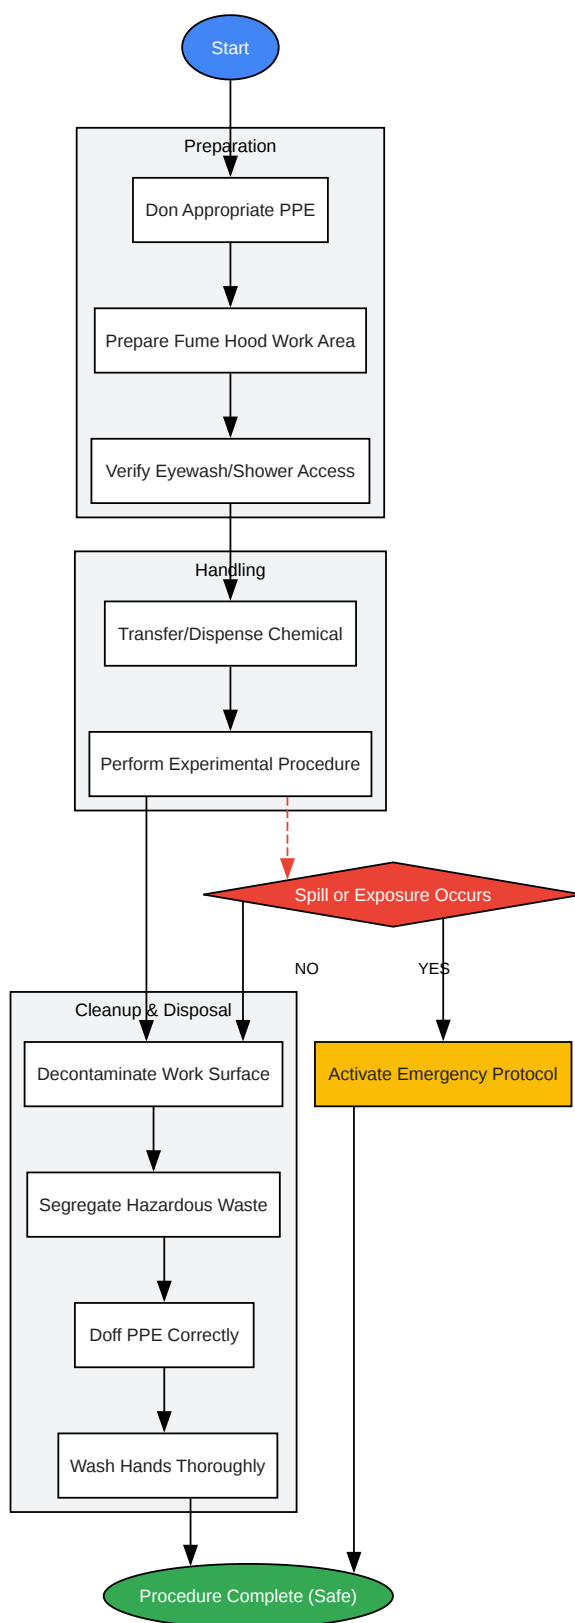 Start
Preparation
Don Appropriate PPE
Prepare Fume Hood Work Area
Verify Eyewash/Shower Access
Handling
Transfer/Dispense Chemical
Perform Experimental Procedure
Spill or Exposure Occurs
NO
YES
Cleanup & Disposal
Decontaminate Work Surface
Activate Emergency Protocol
Segregate Hazardous Waste
Doff PPE Correctly
Wash Hands Thoroughly
Procedure Complete (Safe)